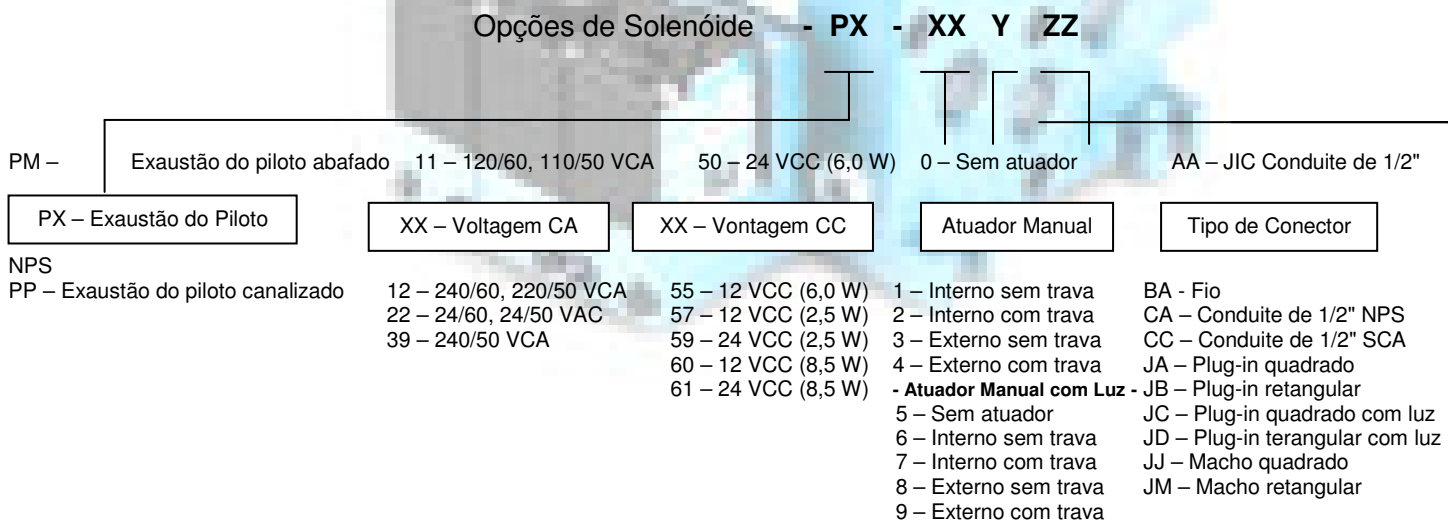 Opções de Solenóide - PX - XX Y ZZ
PM – Exaustão do piloto abafado 11 – 120/60, 110/50 VCA 50 – 24 VCC (6,0 W) 0 – Sem atuador AA – JIC Conduite de 1/2"
PX – Exaustão do Piloto XX – Voltagem CA XX – Vontagem CC Atuador Manual Tipo de Conector
NPS
PP – Exaustão do piloto canalizado 12 – 240/60, 220/50 VCA 55 – 12 VCC (6,0 W) 1 – Interno sem trava BA - Fio
22 – 24/60, 24/50 VAC 57 – 12 VCC (2,5 W) 2 – Interno com trava CA – Conduite de 1/2" NPS
39 – 240/50 VCA 59 – 24 VCC (2,5 W) 3 – Externo sem trava CC – Conduite de 1/2" SCA
60 – 12 VCC (8,5 W) 4 – Externo com trava JA – Plug-in quadrado
61 – 24 VCC (8,5 W) - Atuador Manual com Luz - JB – Plug-in retangular
5 – Sem atuador JC – Plug-in quadrado com luz
6 – Interno sem trava JD – Plug-in terangular com luz
7 – Interno com trava JJ – Macho quadrado
8 – Externo sem trava JM – Macho retangular
9 – Externo com trava